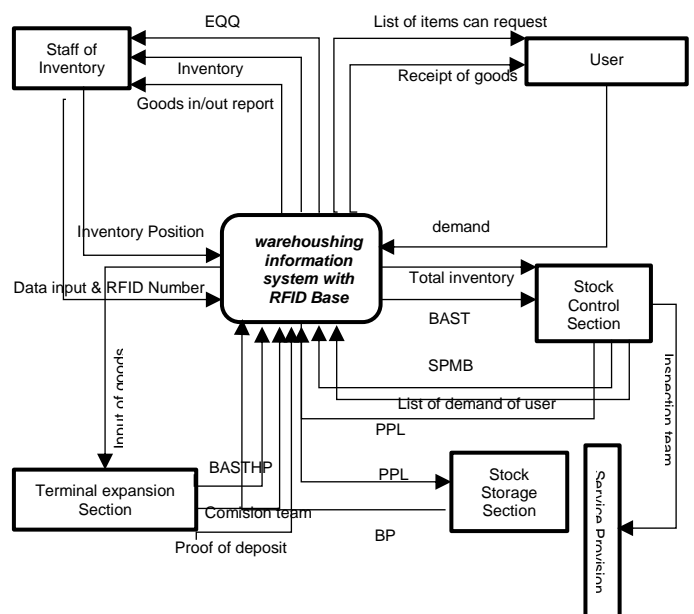 EQQ
List of items can request
Staff of
Inventory
User
Inventory
Receipt of goods
Goods in/out report
Inventory Position
demand
warehoushing
information
system with
RFID Base
Total inventory
Data input & RFID Number
Stock
Control
Section
BAST
SPMB
Input of goods
Inspection team
List of demand of user
PPL
BASTHP
PPL
Stock
Storage
Section
Terminal expansion
Section
Comision team
BP
Proof of deposit
Service Provision